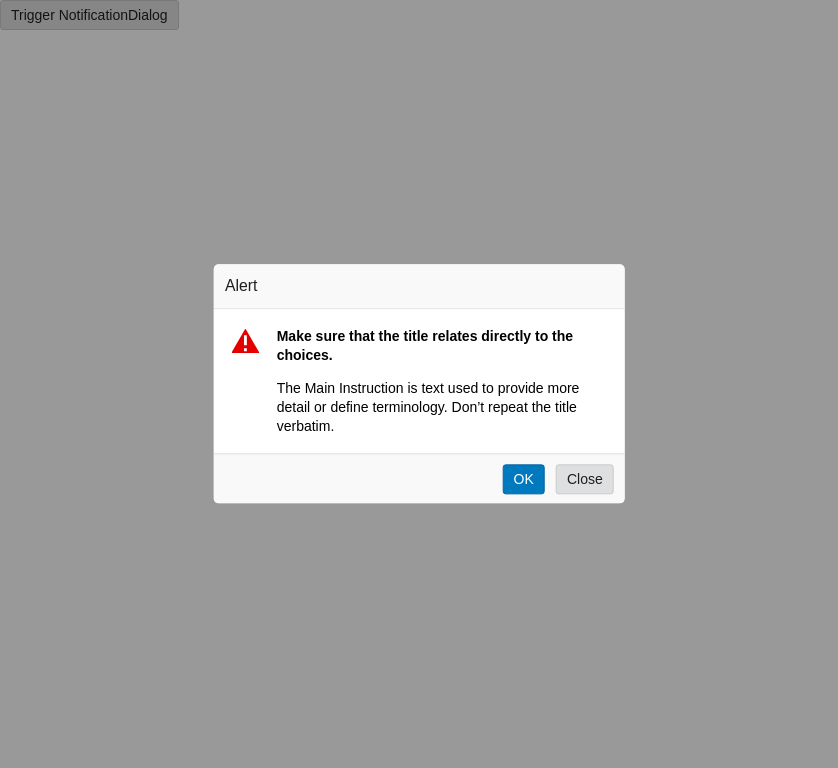 Trigger NotificationDialog
Alert
Make sure that the title relates directly to the
choices.
The Main Instruction is text used to provide more
detail or define terminology. Don’t repeat the title
verbatim.
OK
Close